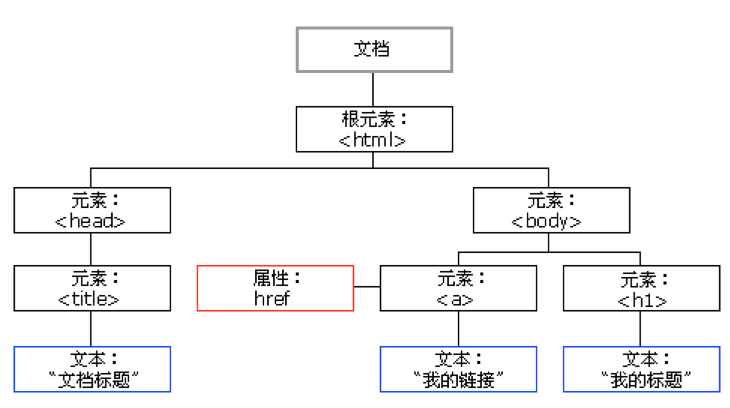 文档
根元素：
<html>
元素：
<head>
元素：
<body>
元素：
<title>
属性：
href
元素：
<a>
元素：
<h1>
文本：
“文档标题”
文本：
“我的链接”
文本：
“我的标题”